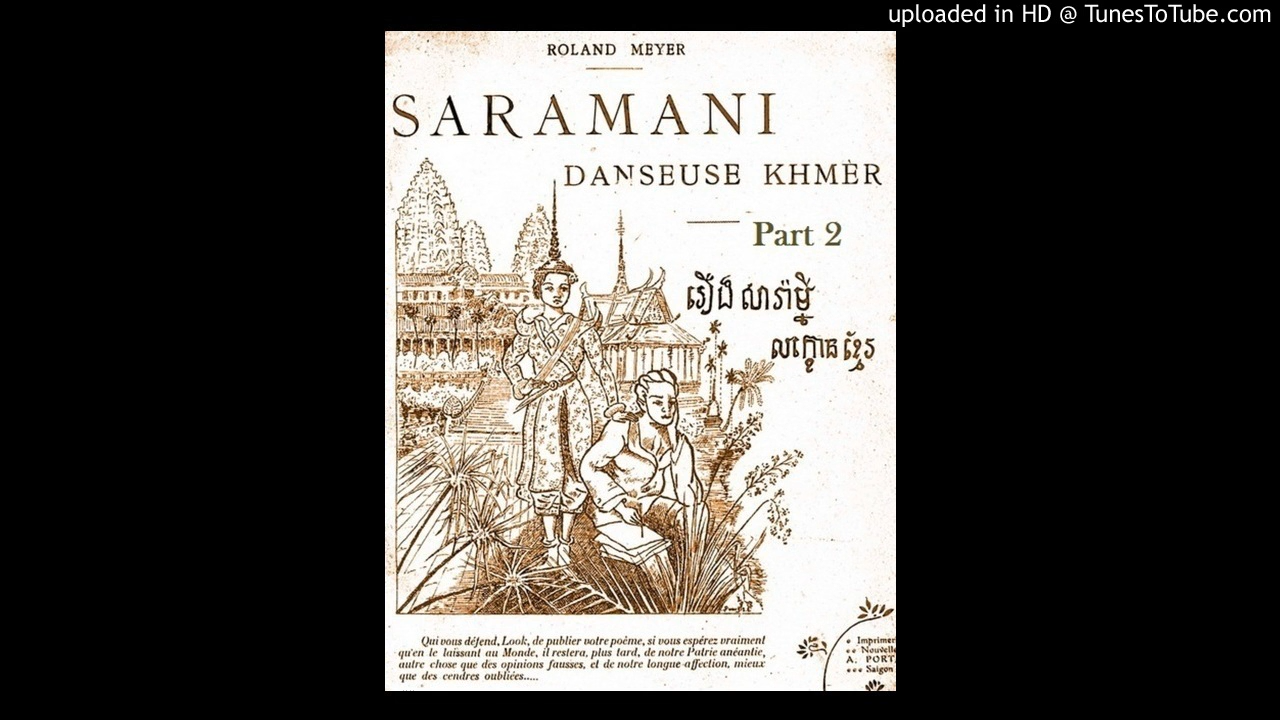 uploaded in HD @ TunesToTube.com
ROLAND MEYER
SARAMANI
DANSEUSE KHMÈR
Part 2
រឿង សារ៉ាម្នី
លក្ខោន ខ្មែរ
Qui vous défend, Look, de publier votre poème, si vous espérez vraiment
qu'en le laissant au Monde, il restera, plus tard, de notre Patrie anéantie,
autre chose que des opinions fausses, et de notre longue affection, mieux
que des cendres oubliées.....
Imprimer
Nouvelle
A. PORT
Saigon